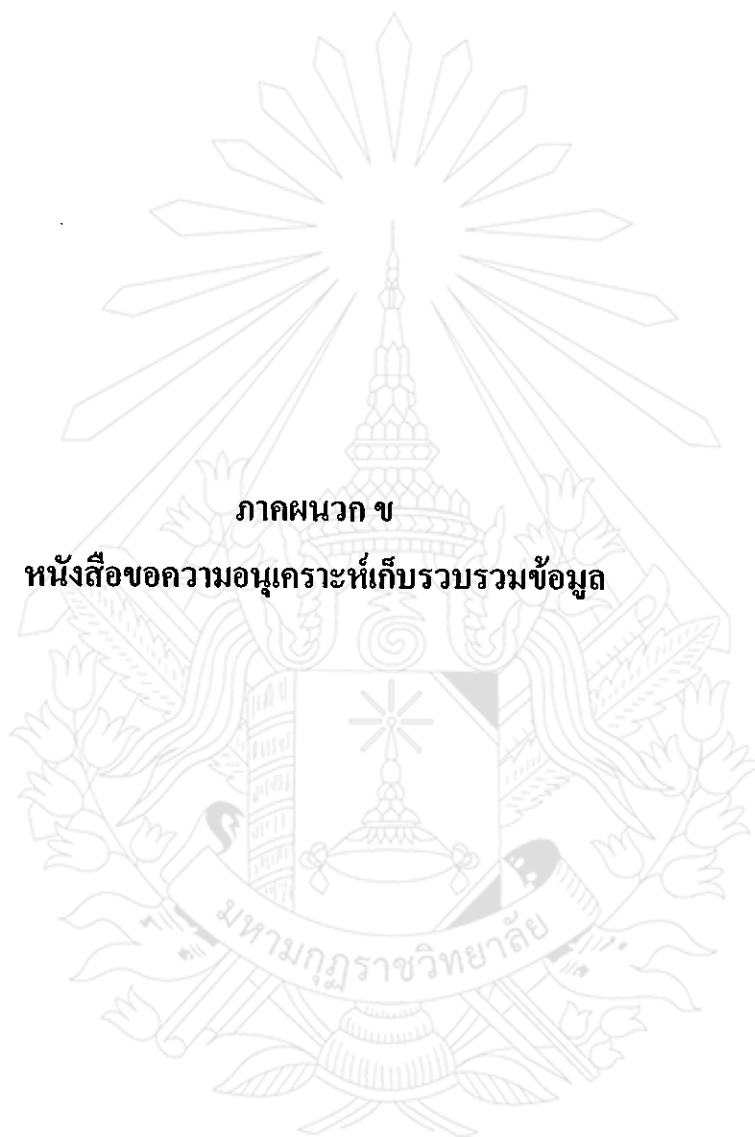 ภาคผนวก ข
หนังสือขอความอนุเคราะห์เก็บรวบรวมข้อมูล
มหามกุฏราชวิทยาลัย